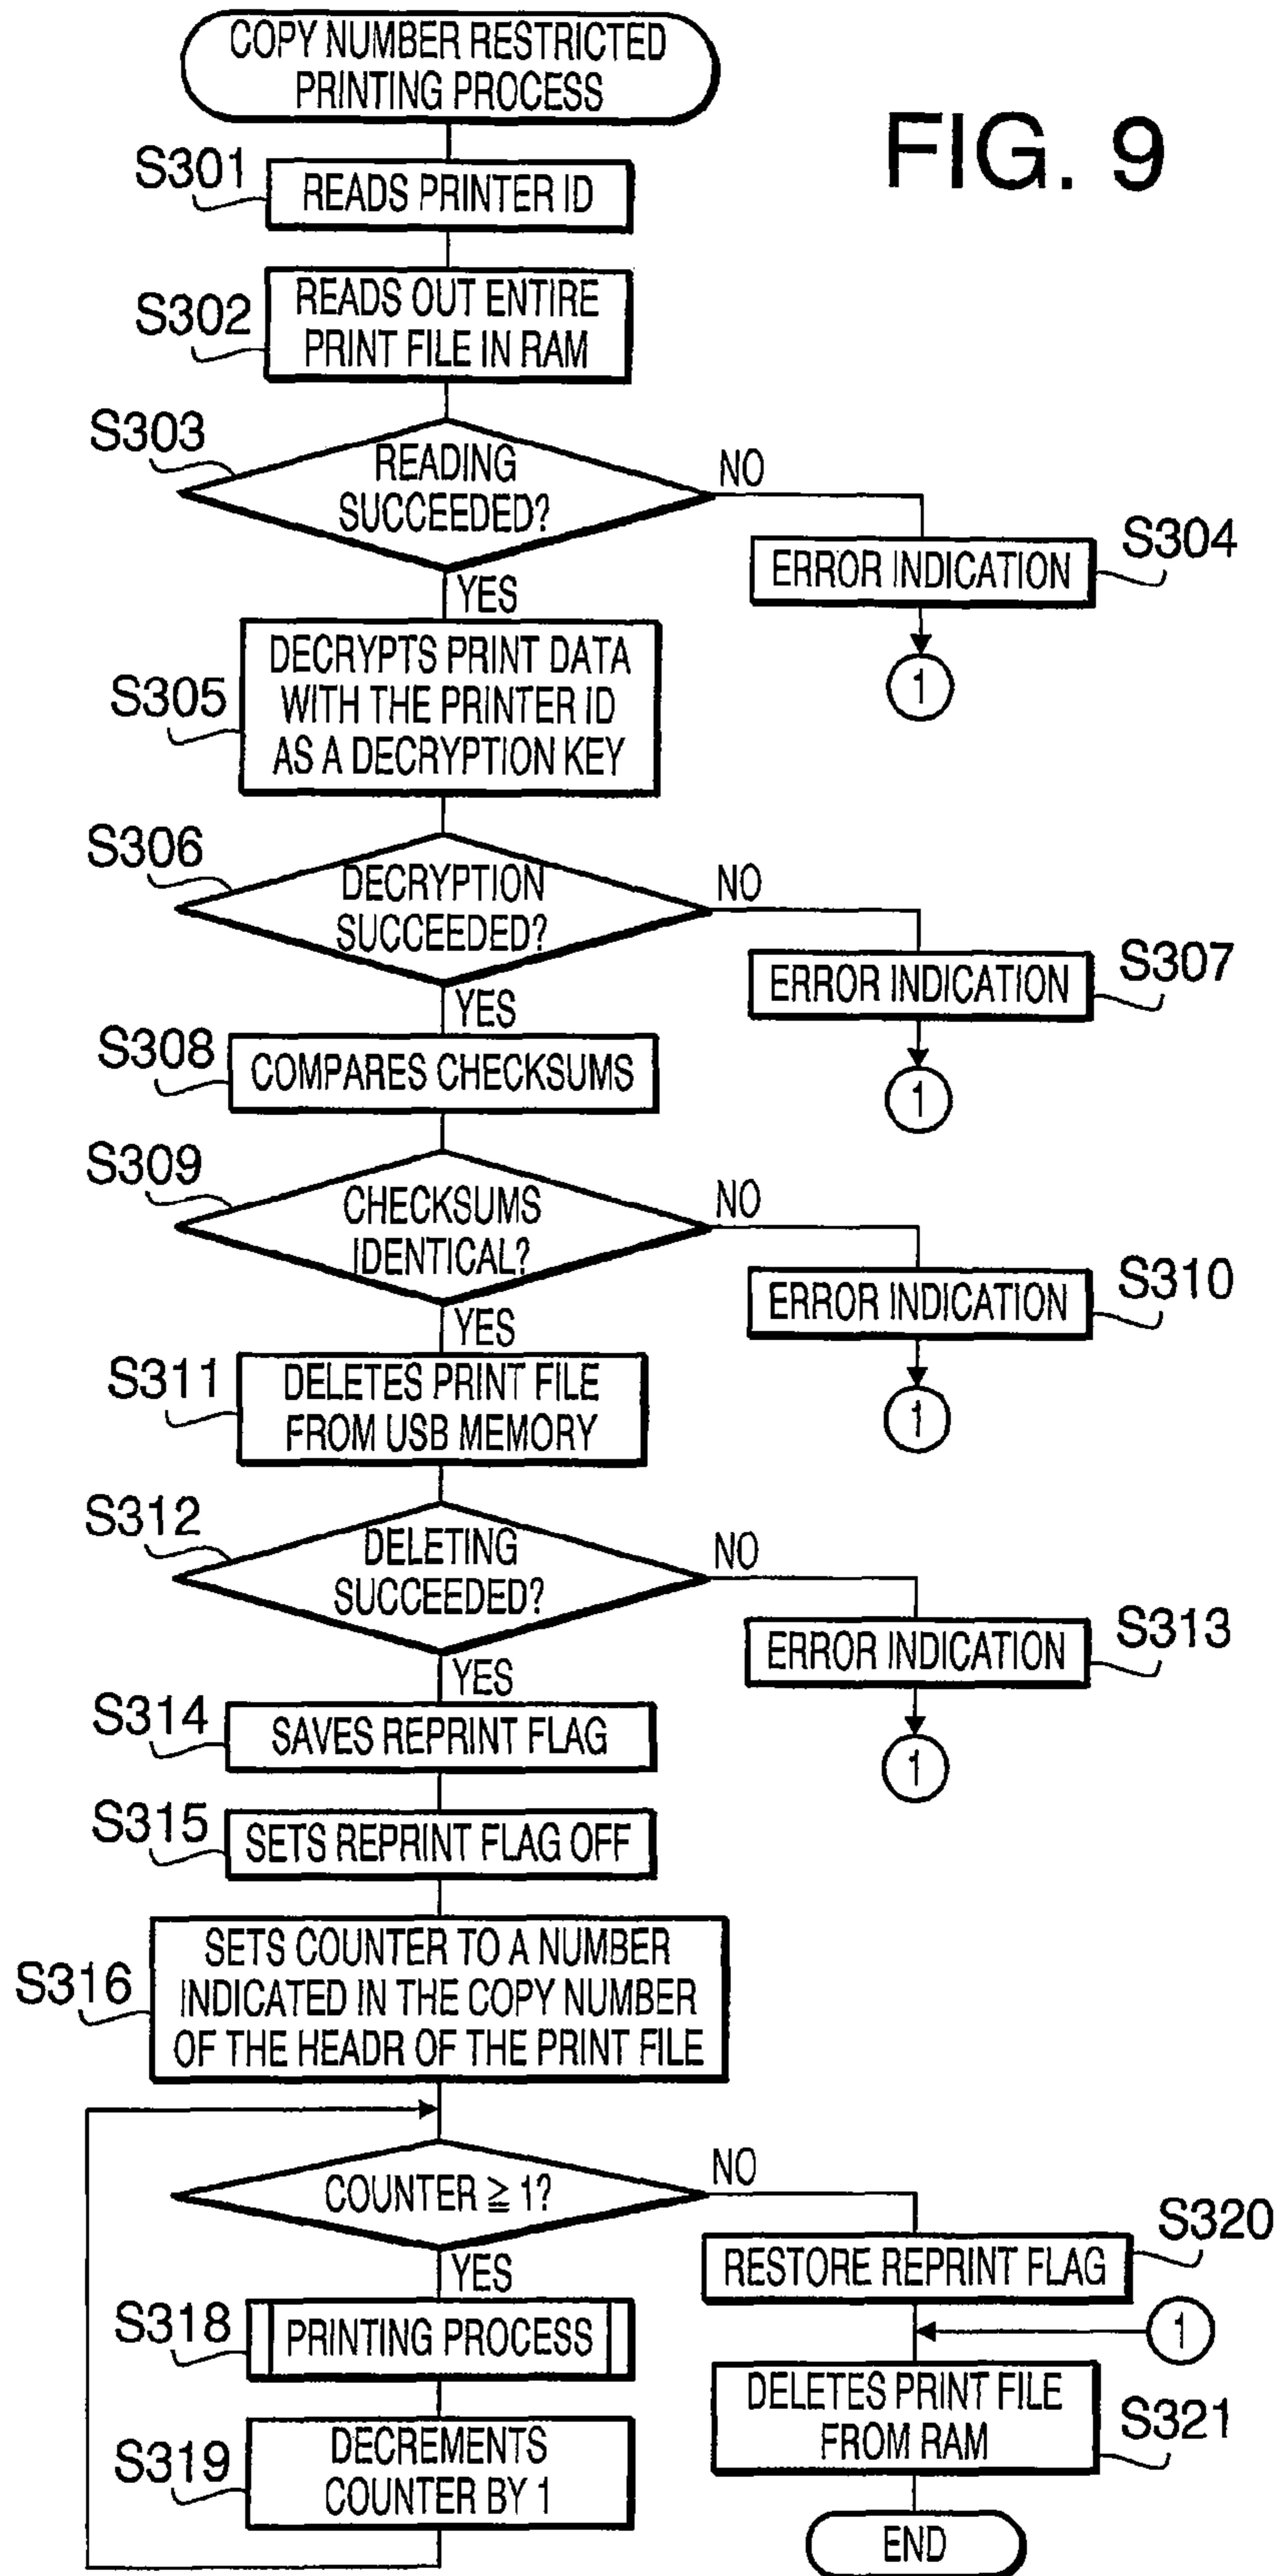 COPY NUMBER RESTRICTED
PRINTING PROCESS
FIG. 9
S301
READS PRINTER ID
S302
READS OUT ENTIRE
PRINT FILE IN RAM
S303
READING
SUCCEEDED?
NO
S304
ERROR INDICATION
1
YES
S305
DECRYPTS PRINT DATA
WITH THE PRINTER ID
AS A DECRYPTION KEY
S306
DECRYPTION
SUCCEEDED?
NO
S307
ERROR INDICATION
1
YES
S308
COMPARES CHECKSUMS
S309
CHECKSUMS
IDENTICAL?
NO
S310
ERROR INDICATION
1
YES
S311
DELETES PRINT FILE
FROM USB MEMORY
S312
DELETING
SUCCEEDED?
NO
S313
ERROR INDICATION
1
YES
S314
SAVES REPRINT FLAG
S315
SETS REPRINT FLAG OFF
S316
SETS COUNTER TO A NUMBER
INDICATED IN THE COPY NUMBER
OF THE HEADR OF THE PRINT FILE
COUNTER ≧ 1?
NO
YES
S318
PRINTING PROCESS
S319
DECREMENTS
COUNTER BY 1
S320
RESTORE REPRINT FLAG
1
DELETES PRINT FILE
FROM RAM
S321
END